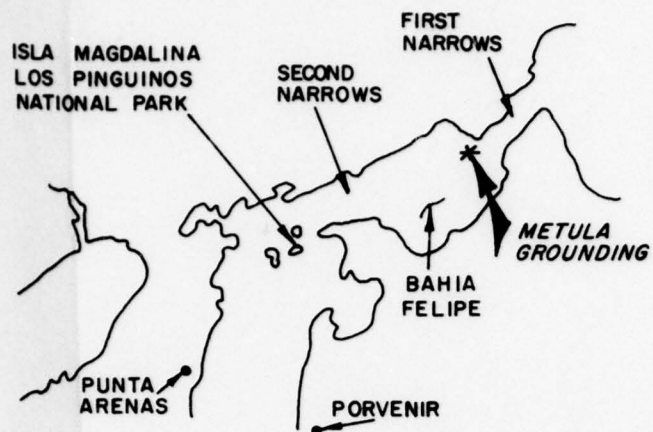 FIRST
NARROWS
ISLA MAGDALINA
LOS PINGUINOS
NATIONAL PARK
SECOND
NARROWS
METULA
GROUNDING
BAHIA
FELIPE
PUNTA
ARENAS
PORVENIR